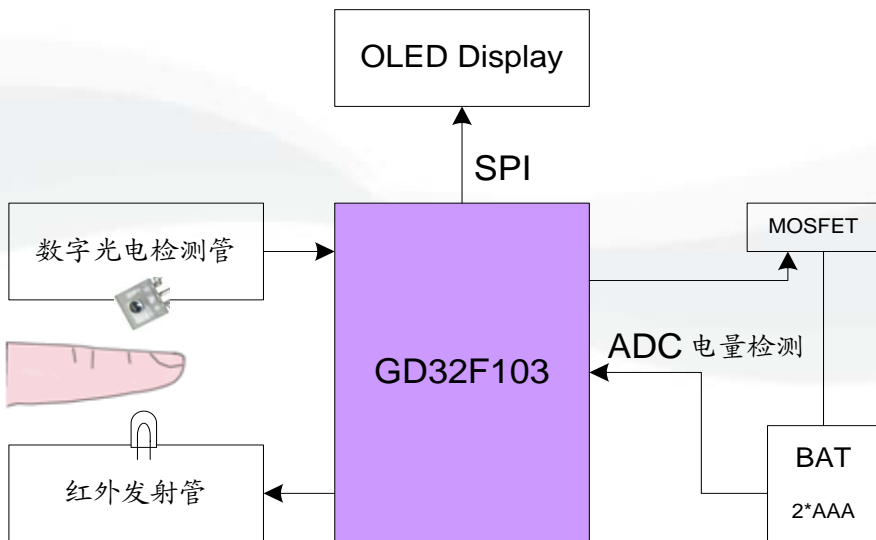 OLED Display
SPI
数字光电检测管
MOSFET
ADC 电量检测
GD32F103
红外发射管
BAT
2*AAA